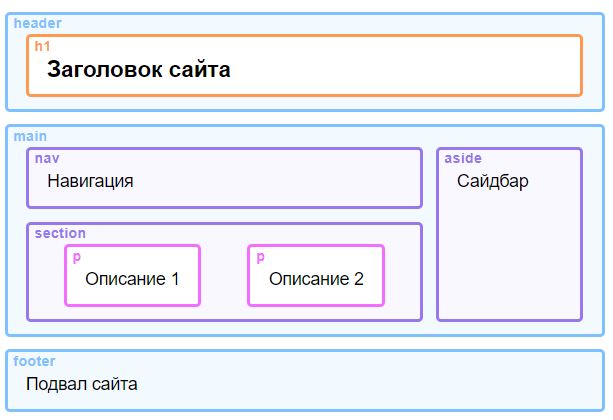 header
h1
Заголовок сайта
main
nav
Навигация
aside
Сайдбар
section
p
Описание 1
p
Описание 2
footer
Подвал сайта